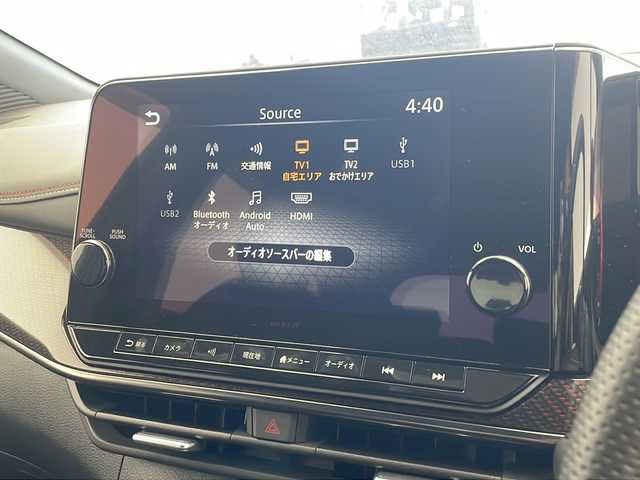 Source
4:40
AM
FM
交通情報
TV1
自宅エリア
TV2
おでかけエリア
USB1
USB2
Bluetooth
オーディオ
Android
Auto
HDMI
オーディオソースバーの編集
TUNE·
SCROLL
PUSH
SOUND
VOL
戻る
カメラ
現在地
メニュー
オーディオ